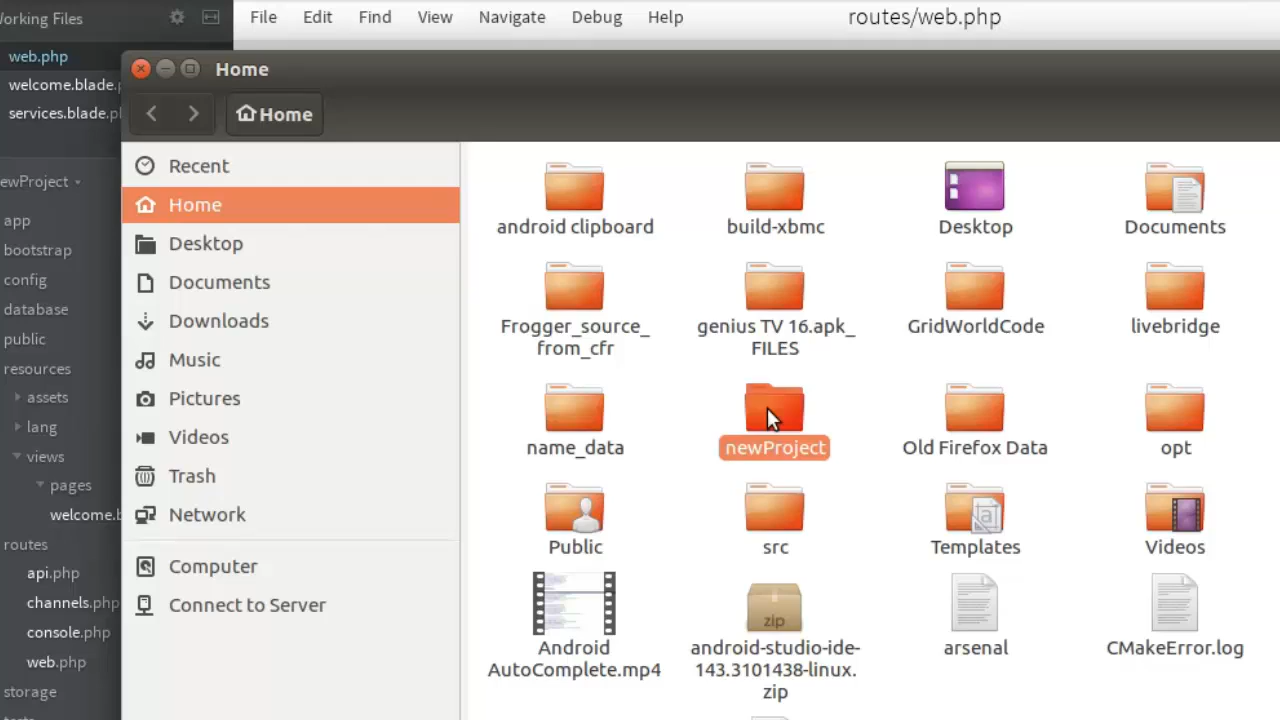 orking Files
File Edit Find View Navigate Debug Help
routes/web.php
web.php
welcome.blade.p
services.blade.pl
Home
Home
ewProject
app
bootstrap
config
database
public
resources
assets
lang
views
pages
welcome.b
routes
api.php
channels.php
console.php
web.php
storage
Recent
Home
Desktop
Documents
Downloads
Music
Pictures
Videos
Trash
Network
Computer
Connect to Server
android clipboard
build-xbmc
Desktop
Documents
Frogger_source_
from_cfr
genius TV 16.apk_
FILES
GridWorldCode
livebridge
name_data
newProject
Old Firefox Data
opt
Public
src
Templates
Videos
Android
AutoComplete.mp4
zip
android-studio-ide-
143.3101438-linux.
zip
arsenal
CMakeError.log